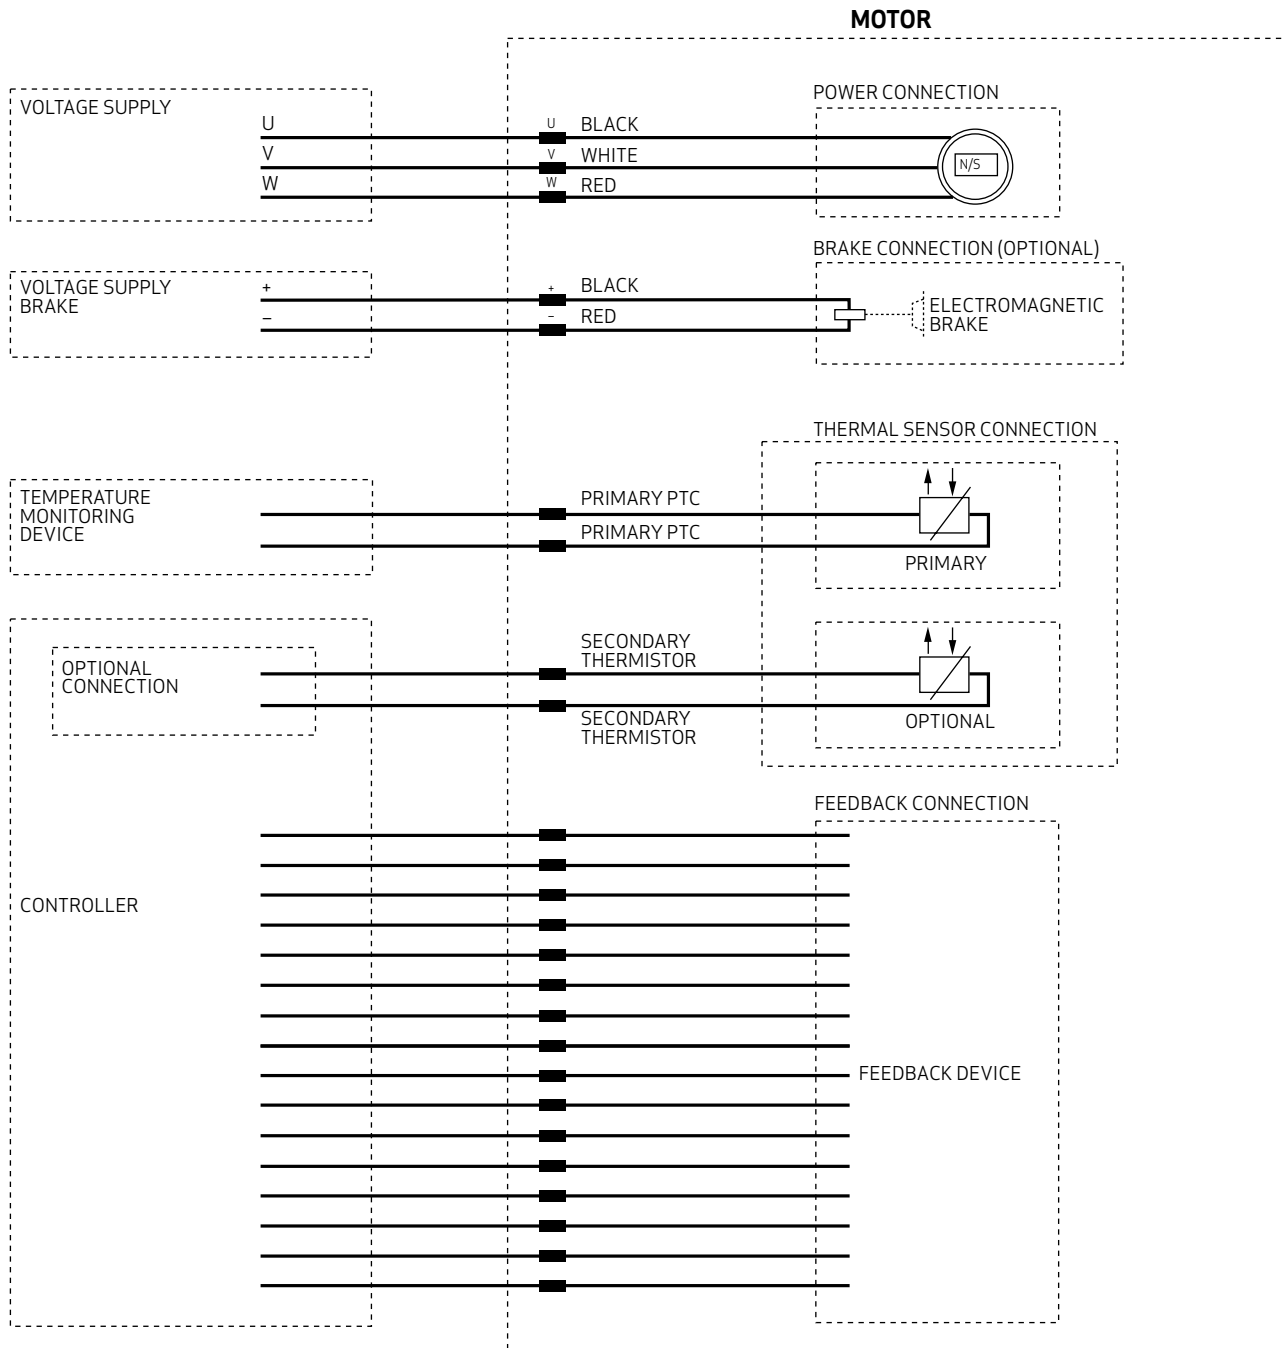 MOTOR
VOLTAGE SUPPLY
U
V
W
U
BLACK
V
WHITE
W
RED
POWER CONNECTION
N/S
VOLTAGE SUPPLY
BRAKE
+
–
+
BLACK
–
RED
BRAKE CONNECTION (OPTIONAL)
ELECTROMAGNETIC
BRAKE
THERMAL SENSOR CONNECTION
TEMPERATURE
MONITORING
DEVICE
PRIMARY PTC
PRIMARY PTC
PRIMARY
OPTIONAL
CONNECTION
SECONDARY
THERMISTOR
SECONDARY
THERMISTOR
OPTIONAL
FEEDBACK CONNECTION
CONTROLLER
FEEDBACK DEVICE